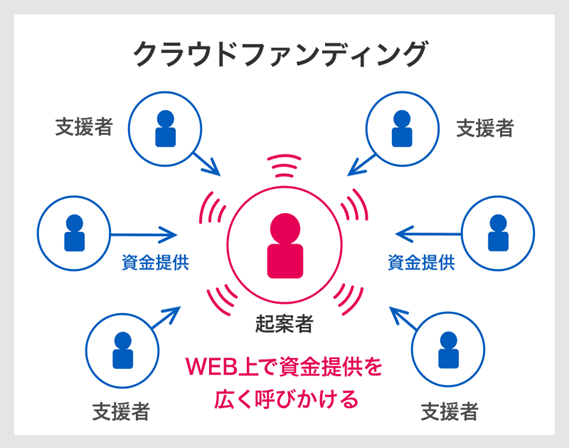 クラウドファンディング
支援者
支援者
資金提供
資金提供
起案者
WEB上で資金提供を
広く呼びかける
支援者
支援者